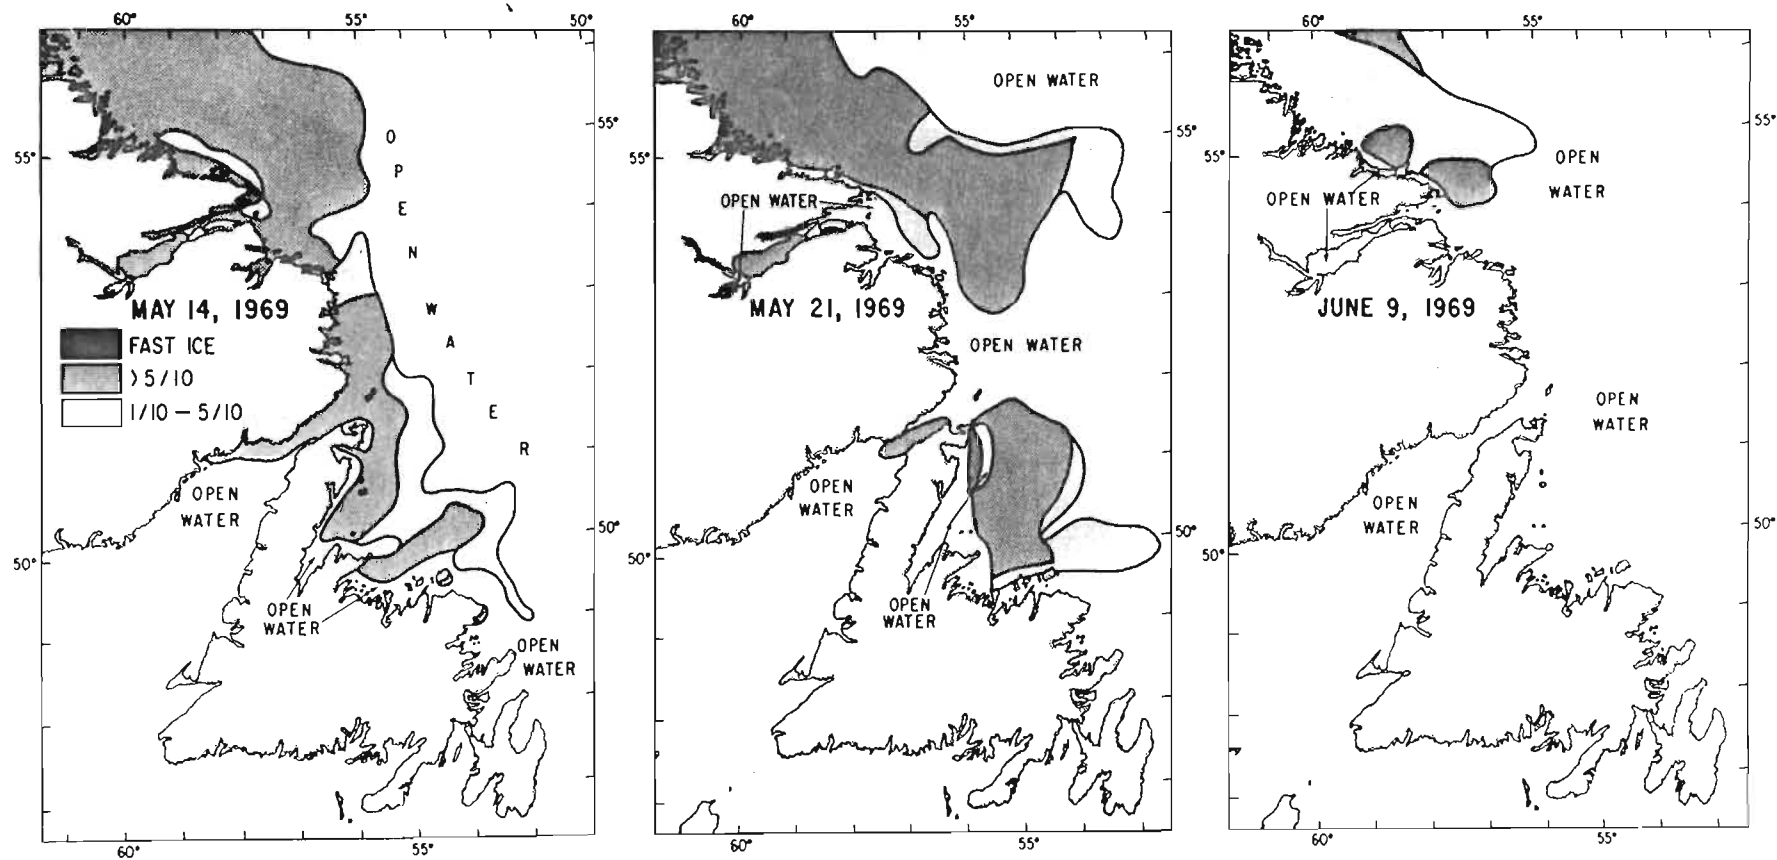 60° 55° 50°
55°
55°
O
P
E
N
W
A
T
E
R
MAY 14, 1969
FAST ICE
>5/10
1/10 – 5/10
OPEN
WATER
50°
50°
OPEN
WATER
OPEN
WATER
60° 55°
60° 55°
OPEN WATER
55°
55°
OPEN WATER
MAY 21, 1969
OPEN WATER
OPEN
WATER
50°
50°
OPEN
WATER
60° 55°
60° 55°
55°
55°
OPEN
WATER
OPEN WATER
JUNE 9, 1969
OPEN
WATER
OPEN
WATER
50°
50°
60° 55°